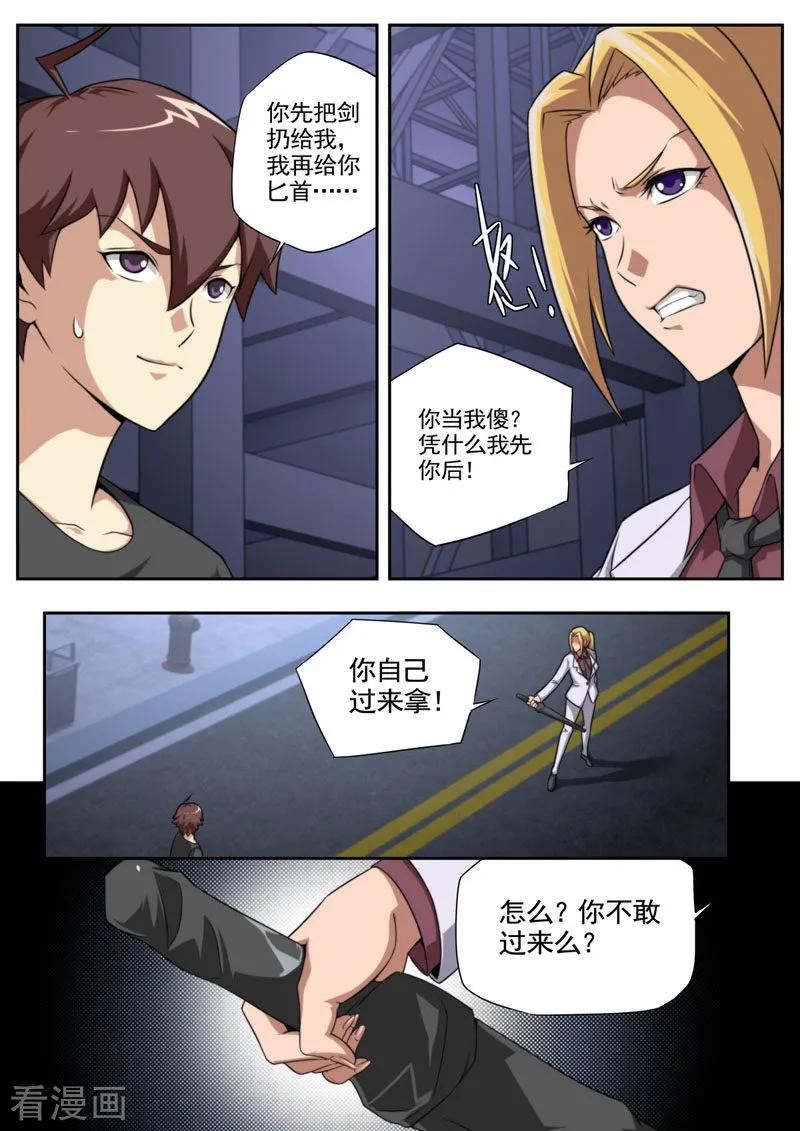 你先把剑
扔给我，
我再给你
匕首……
你当我傻？
凭什么我先
你后！
你自己
过来拿！
怎么？你不敢
过来么？
看漫画